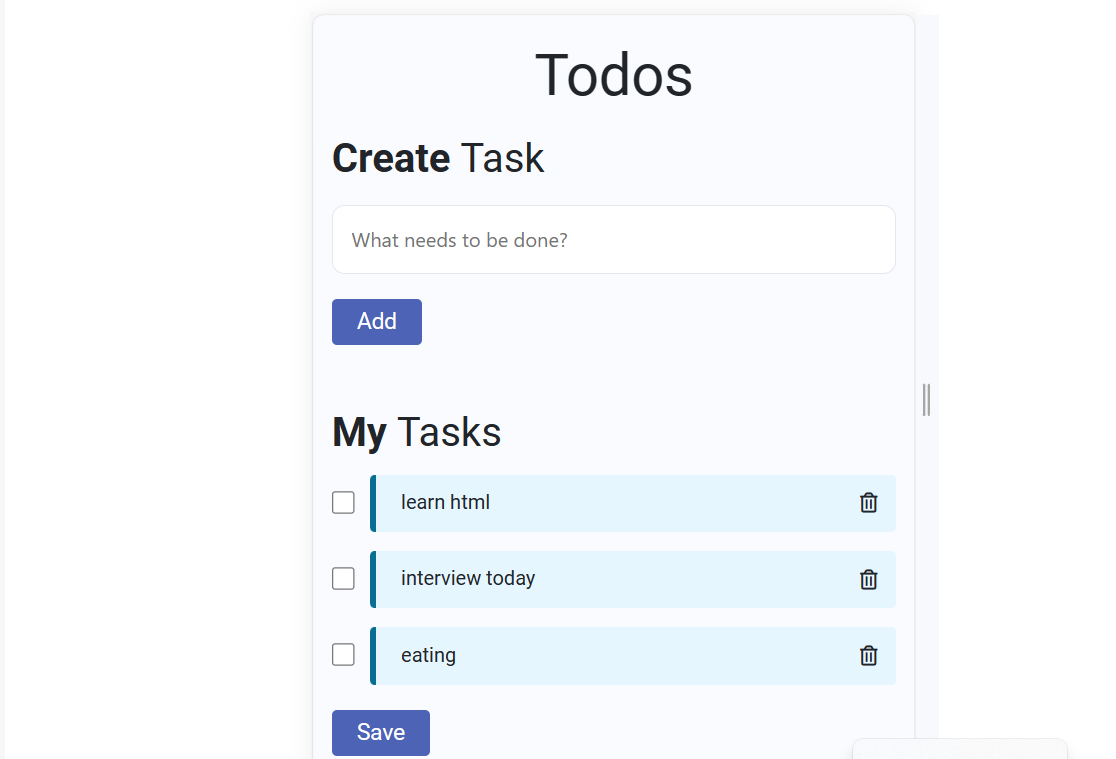 Todos
Create Task
What needs to be done?
Add
My Tasks
learn html
interview today
eating
Save